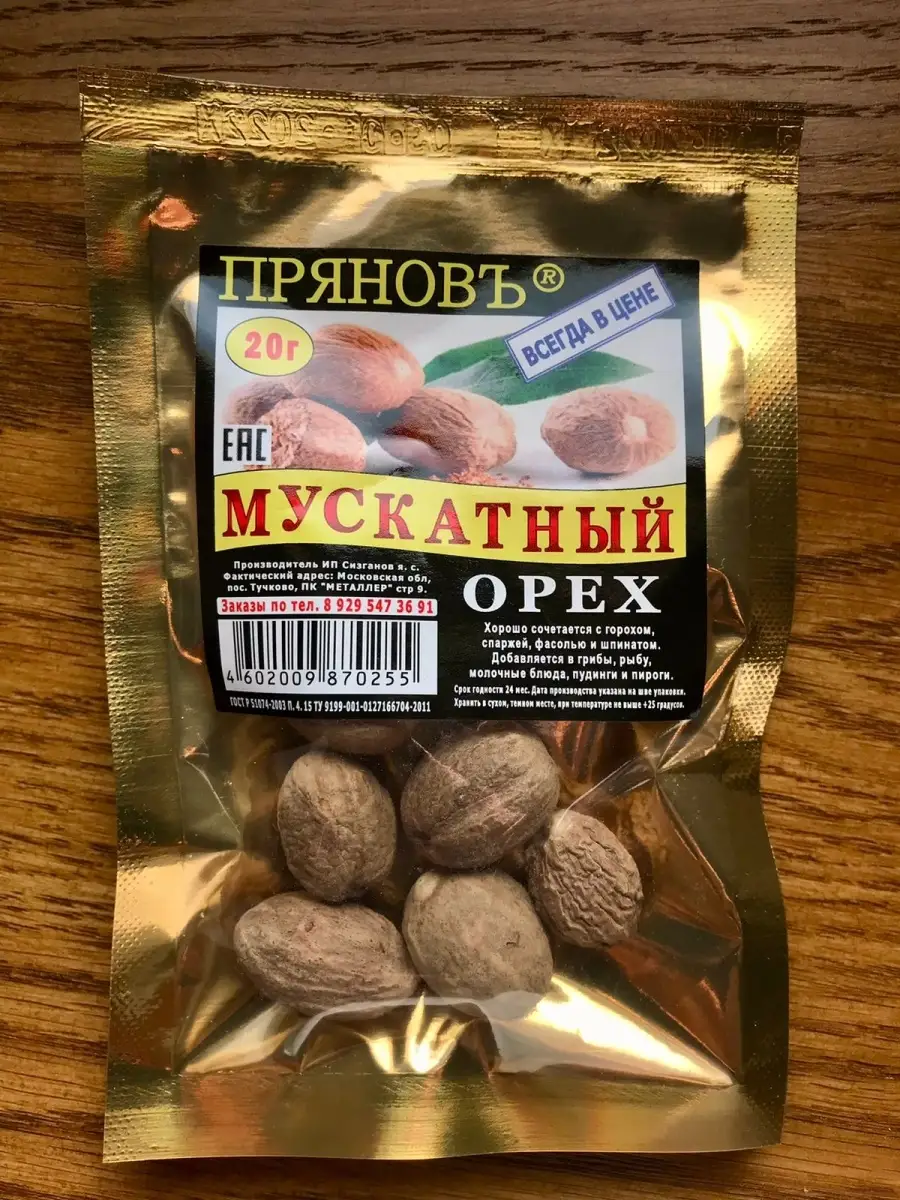 ПРЯНОВЪ®
ВСЕГДА В ЦЕНЕ
20г
ЕАС
МУСКАТНЫЙ
ОРЕХ
Производитель ИП Сизганов я. с.
Фактический адрес: Московская обл,
пос. Тучково, ПК "МЕТАЛЛЕР" стр 9.
Заказы по тел. 8 929 547 36 91
4 602009 870255
ГОСТ Р 51074-2003 П. 4. 15 ТУ 9199-001-0127166704-2011
Хорошо сочетается с горохом,
спаржей, фасолью и шпинатом.
Добавляется в грибы, рыбу,
молочные блюда, пудинги и пироги.
Срок годности 24 мес. Дата производства указана на шве упаковки.
Хранить в сухом, темном месте, при температуре не выше +25 градусов.